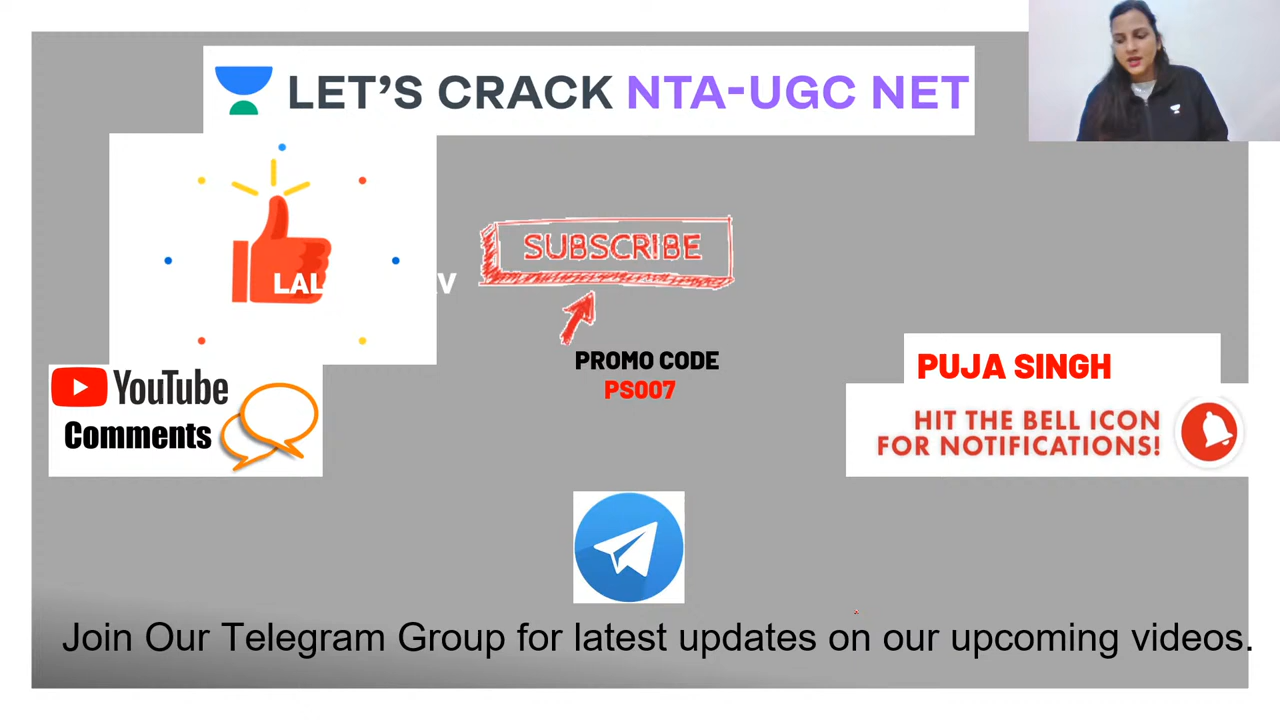 LET'S CRACK NTA-UGC NET
SUBSCRIBE
PROMO CODE
PS007
YouTube
Comments
PUJA SINGH
HIT THE BELL ICON
FOR NOTIFICATIONS!
Join Our Telegram Group for latest updates on our upcoming videos.